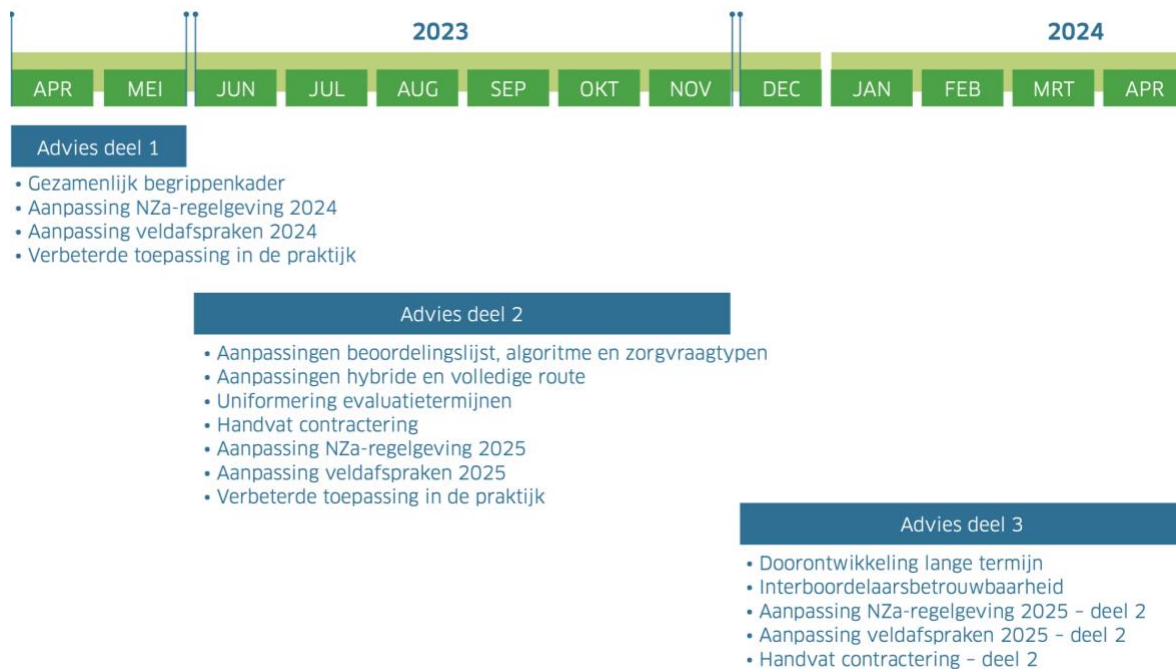 2023
2024
APR MEI JUN JUL AUG SEP OKT NOV DEC JAN FEB MRT APR
Advies deel 1
• Gezamenlijk begrippenkader
• Aanpassing NZa-regelgeving 2024
• Aanpassing veldafspraken 2024
• Verbeterde toepassing in de praktijk
Advies deel 2
• Aanpassingen beoordelingslijst, algoritme en zorgvraagtypen
• Aanpassingen hybride en volledige route
• Uniformering evaluatietermijnen
• Handvat contractering
• Aanpassing NZa-regelgeving 2025
• Aanpassing veldafspraken 2025
• Verbeterde toepassing in de praktijk
Advies deel 3
• Doorontwikkeling lange termijn
• Interboordelaarsbetrouwbaarheid
• Aanpassing NZa-regelgeving 2025 – deel 2
• Aanpassing veldafspraken 2025 – deel 2
• Handvat contractering – deel 2